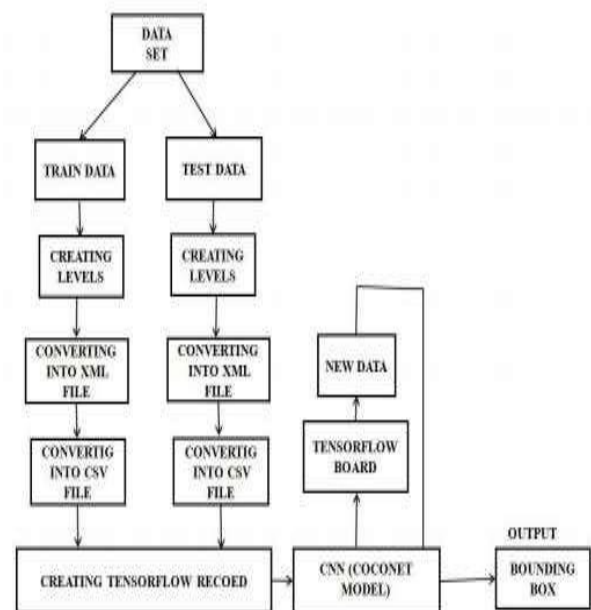 DATA
SET
TRAIN DATA
TEST DATA
CREATING
LEVELS
CREATING
LEVELS
CONVERTING
INTO XML
FILE
CONVERTING
INTO XML
FILE
NEW DATA
CONVERTIG
INTO CSV
FILE
CONVERTIG
INTO CSV
FILE
TENSORFLOW
BOARD
CREATING TENSORFLOW RECOED
CNN (COCONET
MODEL)
OUTPUT
BOUNDING
BOX